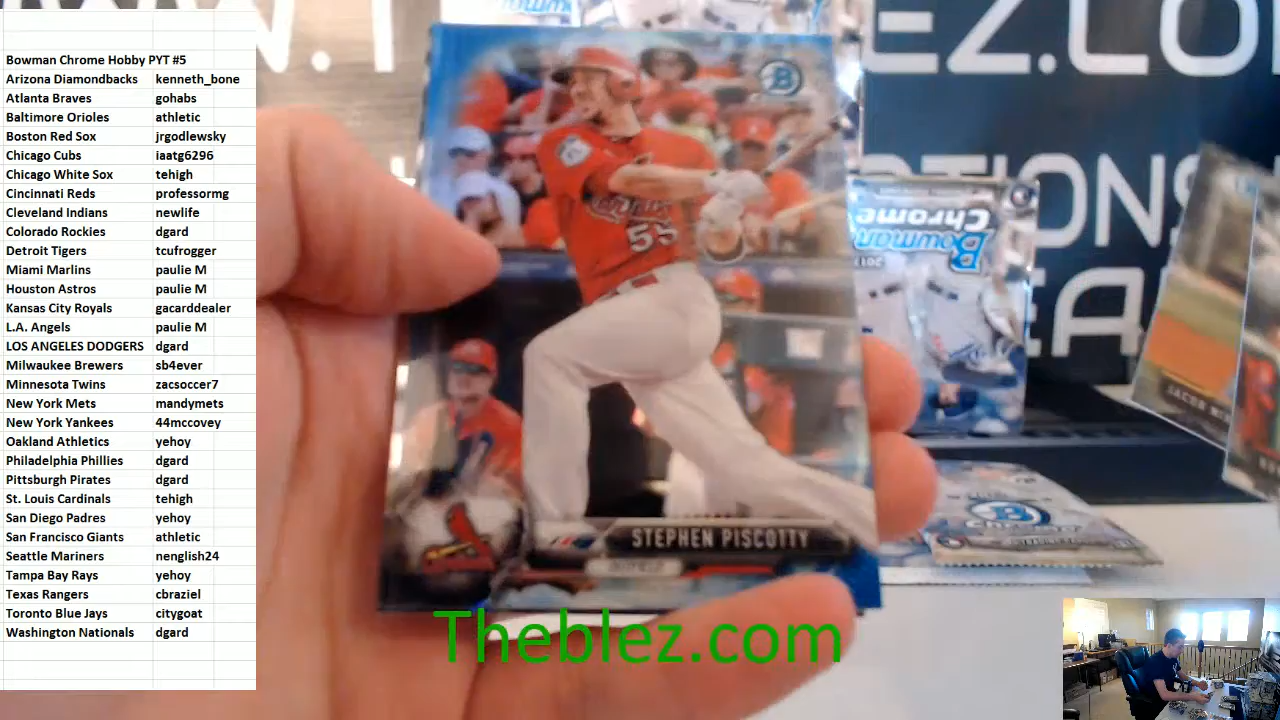 Bowman Chrome Hobby PYT #5
Arizona Diamondbacks kenneth_bone
Atlanta Braves gohabs
Baltimore Orioles athletic
Boston Red Sox jrgodlewsky
Chicago Cubs iaatg6296
Chicago White Sox tehigh
Cincinnati Reds professormg
Cleveland Indians newlife
Colorado Rockies dgard
Detroit Tigers tcufrogger
Miami Marlins paulie M
Houston Astros paulie M
Kansas City Royals gacarddealer
L.A. Angels paulie M
LOS ANGELES DODGERS dgard
Milwaukee Brewers sb4ever
Minnesota Twins zacsoccer7
New York Mets mandymets
New York Yankees 44mccovey
Oakland Athletics yehoy
Philadelphia Phillies dgard
Pittsburgh Pirates dgard
St. Louis Cardinals tehigh
San Diego Padres yehoy
San Francisco Giants athletic
Seattle Mariners nenglish24
Tampa Bay Rays yehoy
Texas Rangers cbraziel
Toronto Blue Jays citygoat
Washington Nationals dgard
B
55
STEPHEN PISCOTTY
Theblez.com
Bowman
Chrome
2017
JACOB